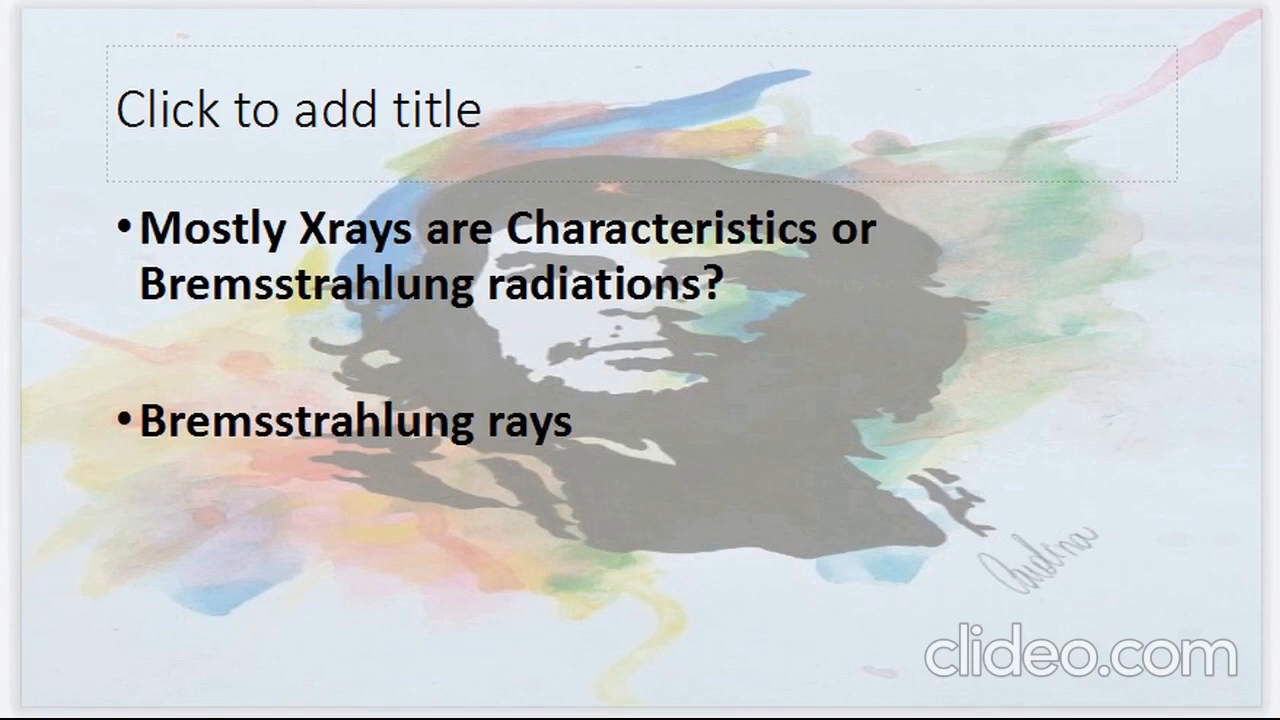 Click to add title
• Mostly Xrays are Characteristics or
Bremsstrahlung radiations?
• Bremsstrahlung rays
clideo.com